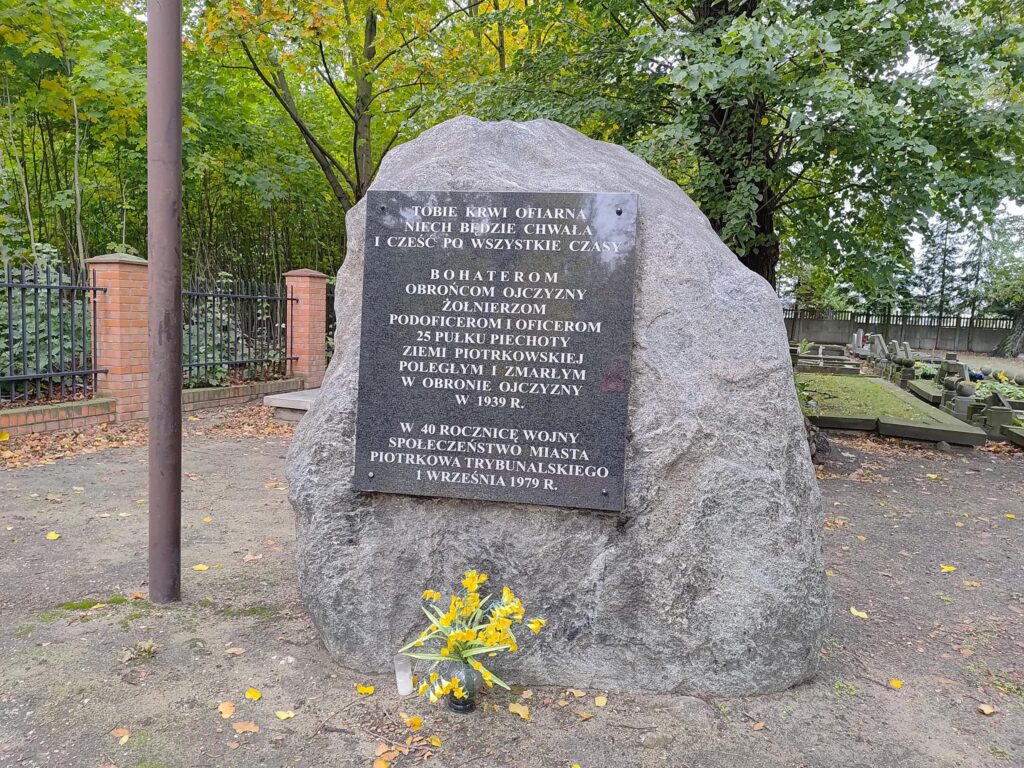 TOBIE KRWI OFIARNA
NIECH BĘDZIE CHWAŁA
I CZEŚĆ PO WSZYSTKIE CZASY
BOHATEROM
OBROŃCOM OJCZYZNY
ŻOŁNIERZOM
PODOFICEROM I OFICEROM
25 PUŁKU PIECHOTY
ZIEMI PIOTRKOWSKIEJ
POLEGŁYM I ZMARŁYM
W OBRONIE OJCZYZNY
W 1939 R.
W 40 ROCZNICĘ WOJNY
SPOŁECZEŃSTWO MIASTA
PIOTRKOWA TRYBUNALSKIEGO
1 WRZEŚNIA 1979 R.